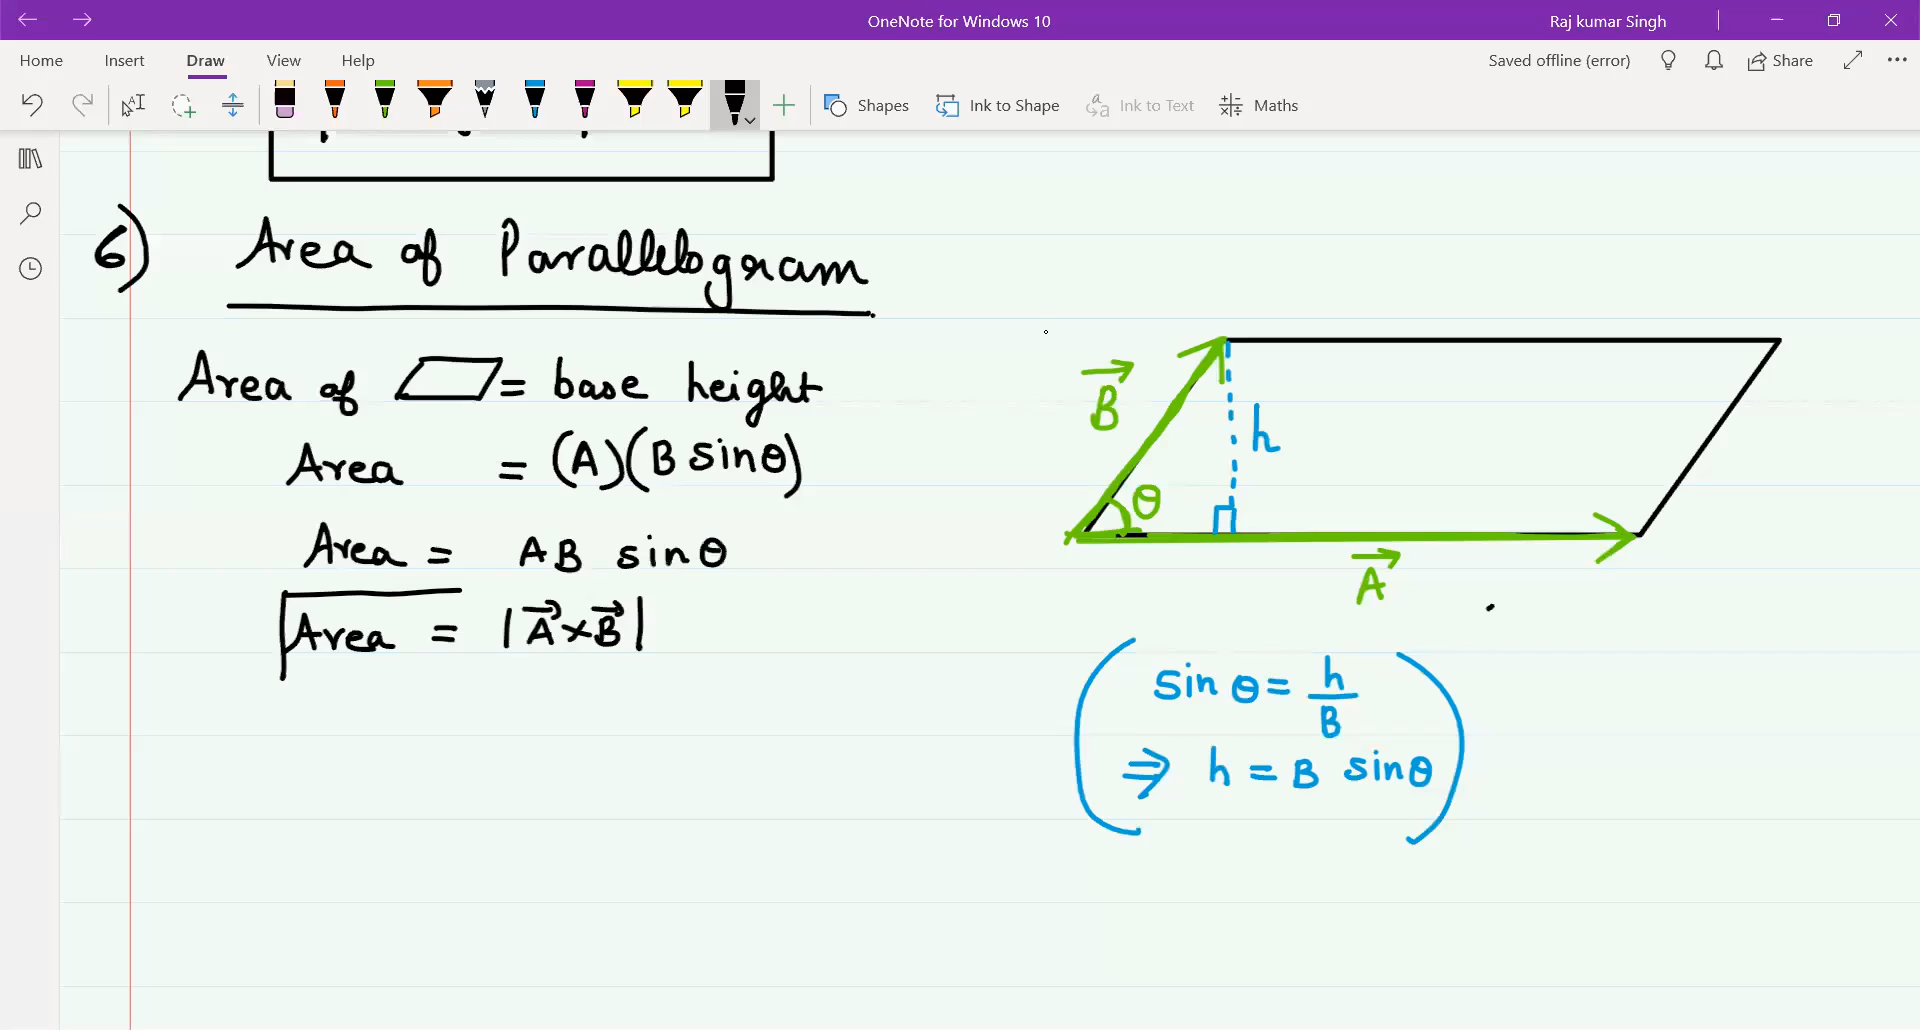 OneNote for Windows 10
Raj kumar Singh
Home Insert Draw View Help
Saved offline (error) Share
Shapes Ink to Shape Ink to Text Maths
6) Area of Parallelogram
Area of ▱ = base height
Area = (A)(B sinθ)
Area = AB sinθ
Area = |A⃗×B⃗|
B⃗
h
θ
A⃗
sin θ = h/B
⇒ h = B sinθ